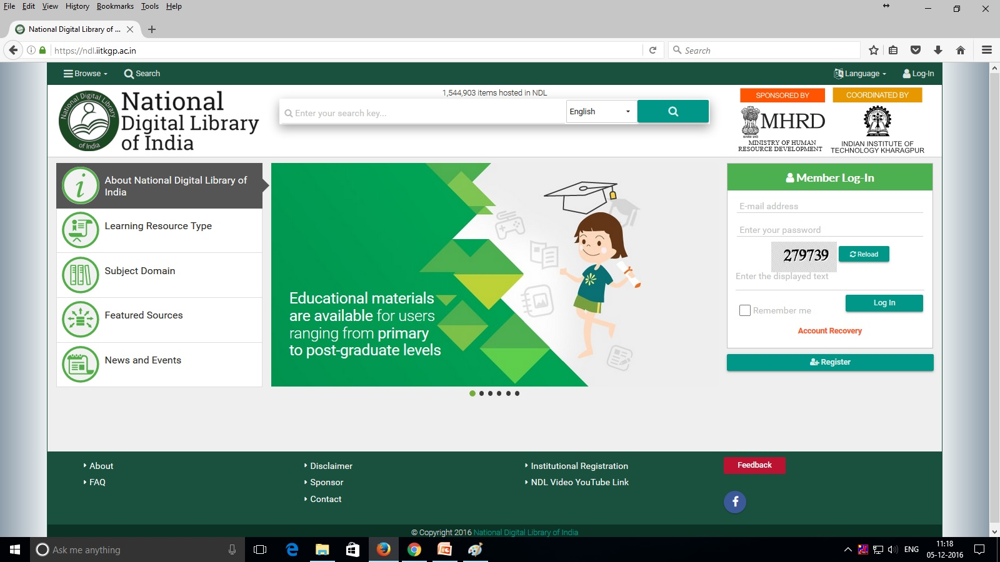 File Edit View History Bookmarks Tools Help
National Digital Library of ...
https://ndl.iitkgp.ac.in
Search
Browse
Search
Language
Log-In
National
Digital Library
of India
National Digital Library
of India
1,544,903 items hosted in NDL
Enter your search key...
English
SPONSORED BY
COORDINATED BY
MHRD
MINISTRY OF HUMAN
RESOURCE DEVELOPMENT
INDIAN INSTITUTE OF
TECHNOLOGY KHARAGPUR
About National Digital Library of
India
Learning Resource Type
Subject Domain
Featured Sources
News and Events
Educational materials
are available for users
ranging from primary
to post-graduate levels
Member Log-In
E-mail address
Enter your password
279739
Reload
Enter the displayed text
Remember me
Log In
Account Recovery
Register
About
FAQ
Disclaimer
Sponsor
Contact
Institutional Registration
NDL Video YouTube Link
Feedback
© Copyright 2016 National Digital Library of India
Ask me anything
ENG
11:18
05-12-2016